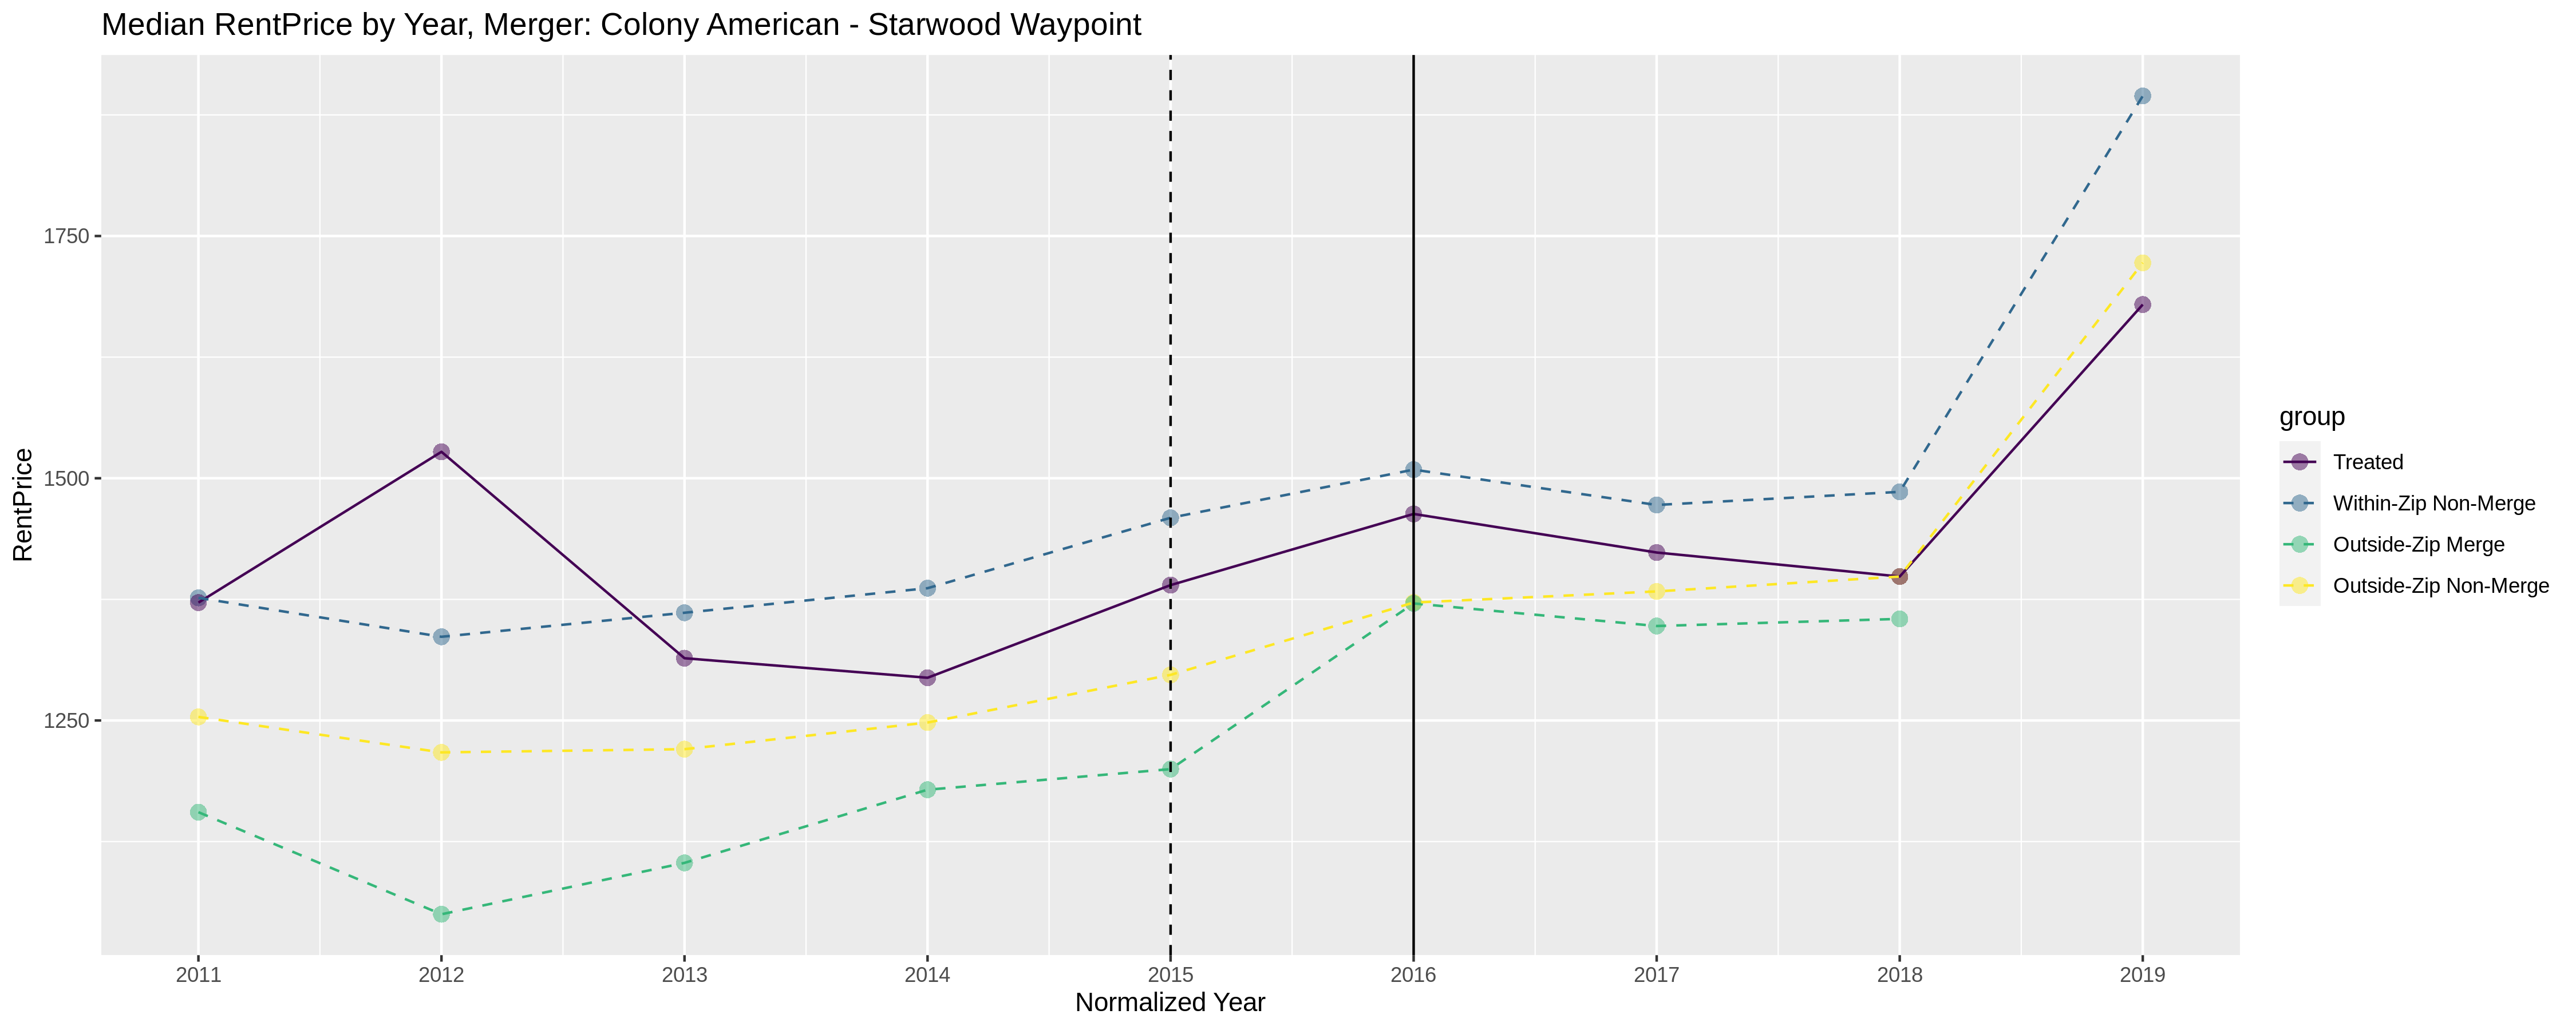 Median RentPrice by Year, Merger: Colony American - Starwood Waypoint
RentPrice
1750
1500
1250
2011 2012 2013 2014 2015 2016 2017 2018 2019
Normalized Year
group
Treated
Within-Zip Non-Merge
Outside-Zip Merge
Outside-Zip Non-Merge